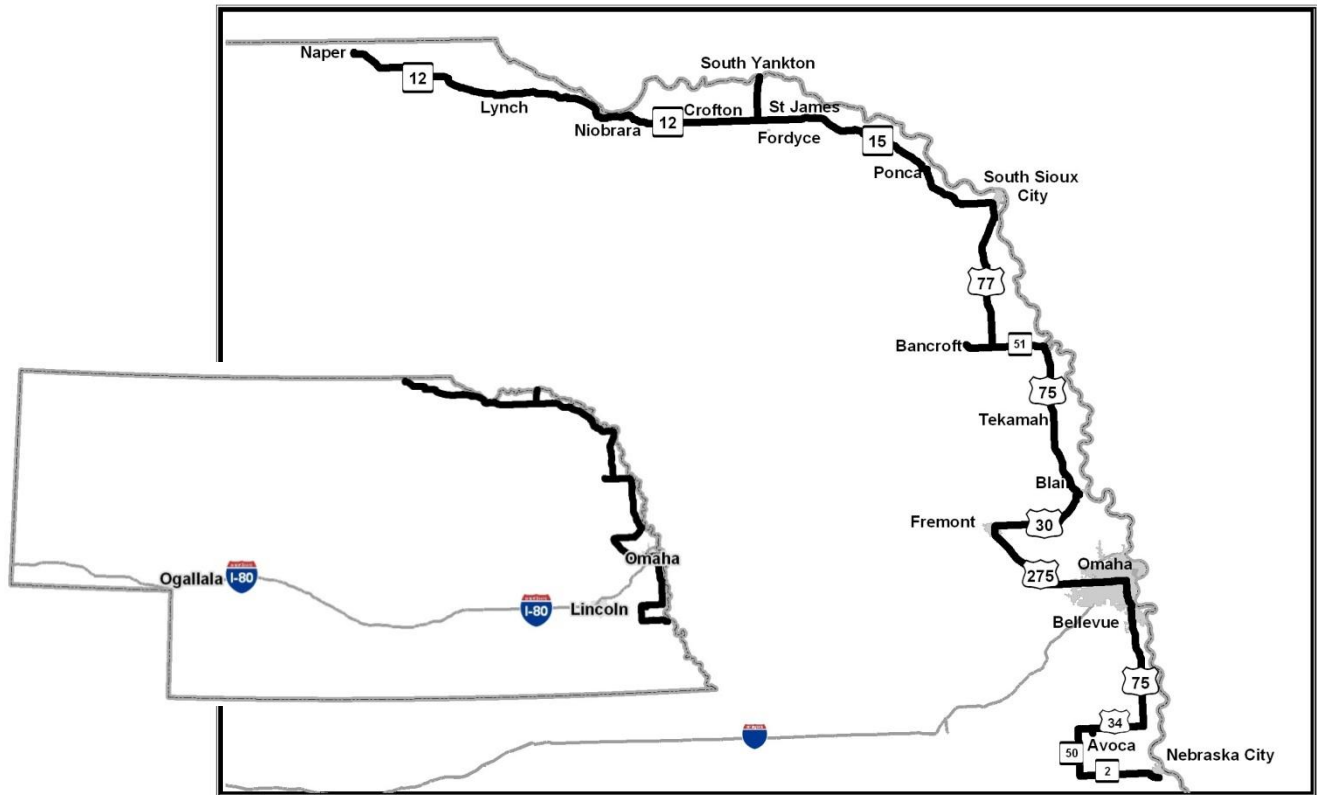 Naper
12
Lynch
Niobrara
12
Crofton
South Yankton
St James
Fordyce
15
Ponca
South Sioux
City
77
Bancroft
51
75
Tekamah
Blair
Fremont
30
275
Omaha
Bellevue
75
34
50
Avoca
2
Nebraska City
Ogallala
I-80
I-80
Lincoln
Omaha